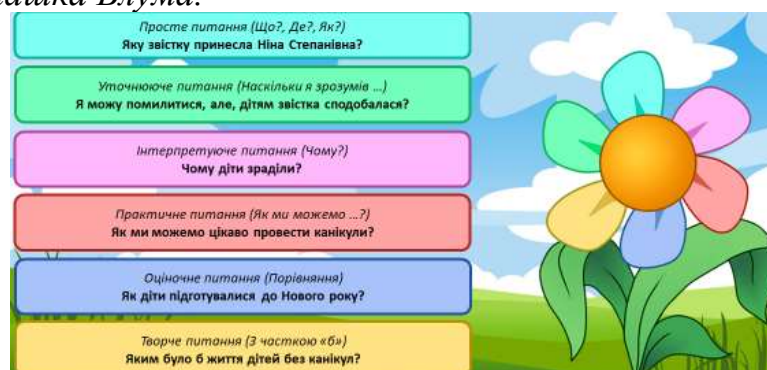 Блума.
Просте питання (Що?, Де?, Як?)
Яку звістку принесла Ніна Степанівна?
Уточнююче питання (Наскільки я зрозумів ...)
Я можу помилитися, але, дітям звістка сподобалася?
Інтерпретуюче питання (Чому?)
Чому діти зраділи?
Практичне питання (Як ми можемо ...?)
Як ми можемо цікаво провести канікули?
Оціночне питання (Порівняння)
Як діти підготувалися до Нового року?
Творче питання (З часткою «б»)
Яким було б життя дітей без канікул?